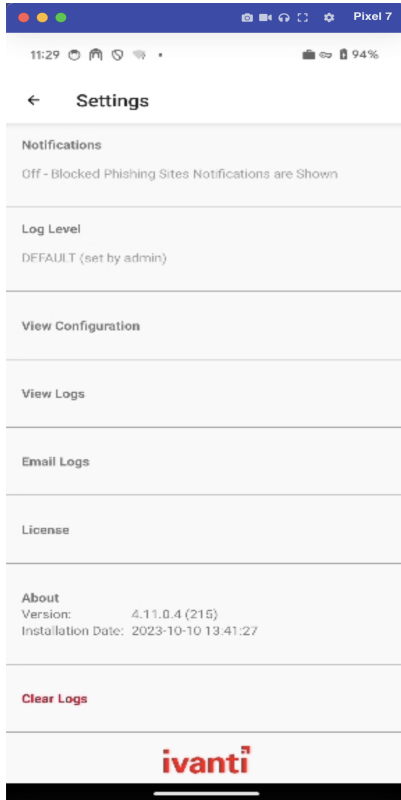 Pixel 7
11:29
94%
Settings
Notifications
Off - Blocked Phishing Sites Notifications are Shown
Log Level
DEFAULT (set by admin)
View Configuration
View Logs
Email Logs
License
About
Version: 4.11.0.4 (215)
Installation Date: 2023-10-10 13:41:27
Clear Logs
ivanti